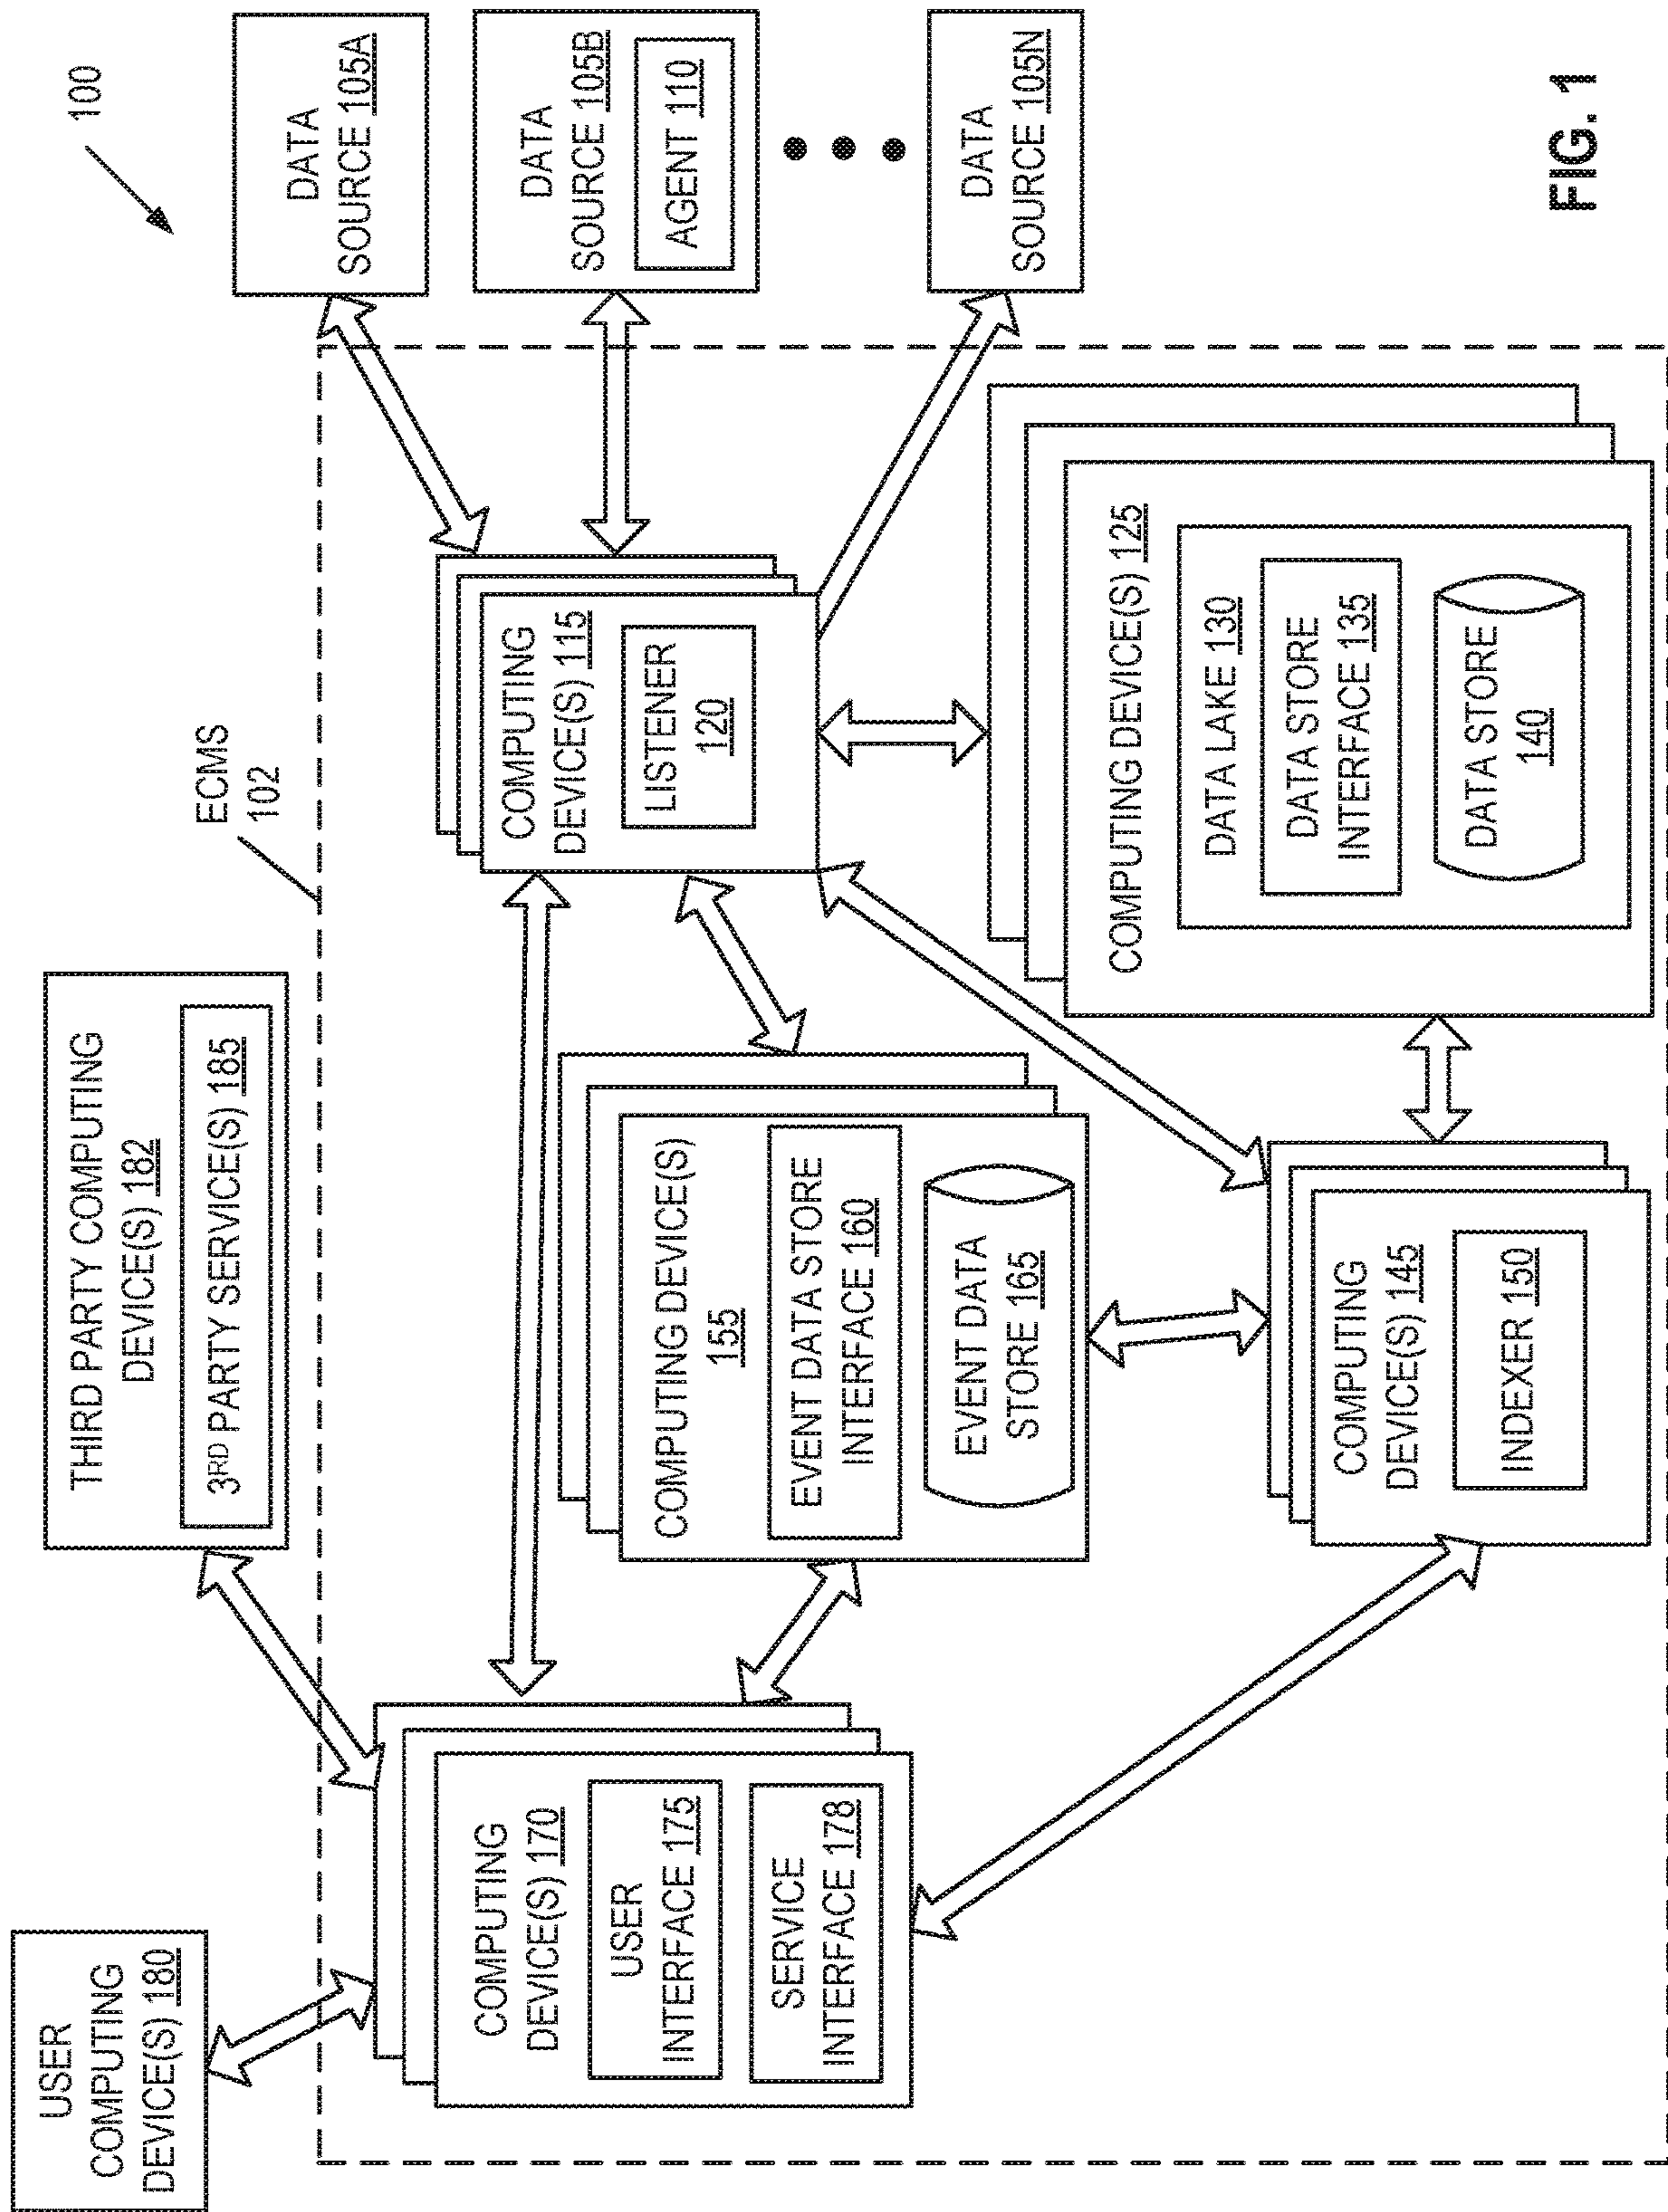 100
USER
COMPUTING
DEVICE(S) 180
THIRD PARTY COMPUTING
DEVICE(S) 182
3RD PARTY SERVICE(S) 185
ECMS
102
DATA
SOURCE 105A
DATA
SOURCE 105B
AGENT 110
DATA
SOURCE 105N
COMPUTING
DEVICE(S) 170
USER
INTERFACE 175
SERVICE
INTERFACE 178
COMPUTING DEVICE(S)
155
EVENT DATA STORE
INTERFACE 160
EVENT DATA
STORE 165
COMPUTING
DEVICE(S) 115
LISTENER
120
COMPUTING DEVICE(S) 125
DATA LAKE 130
DATA STORE
INTERFACE 135
DATA STORE
140
COMPUTING
DEVICE(S) 145
INDEXER 150
FIG. 1